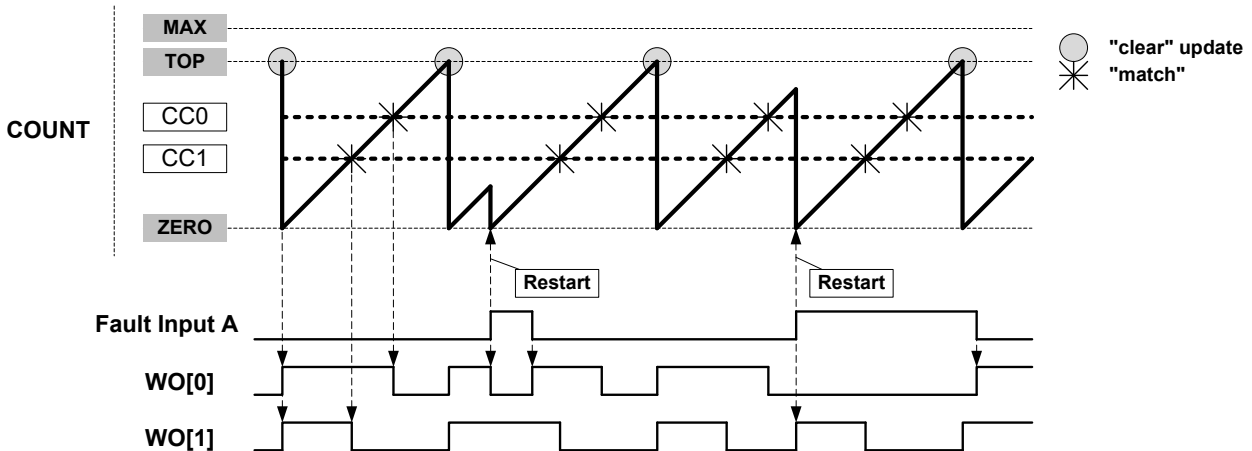 MAX
"clear" update
TOP
"match"
CC0
COUNT
CC1
ZERO
Restart
Restart
Fault Input A
WO[0]
WO[1]